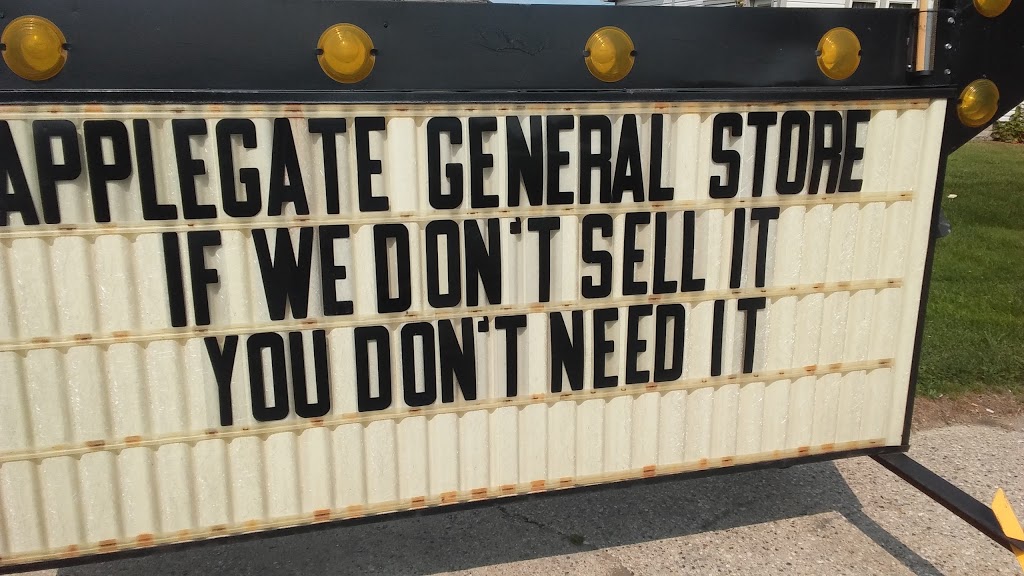 APPLEGATE GENERAL STORE
IF WE DON'T SELL IT
YOU DON'T NEED IT